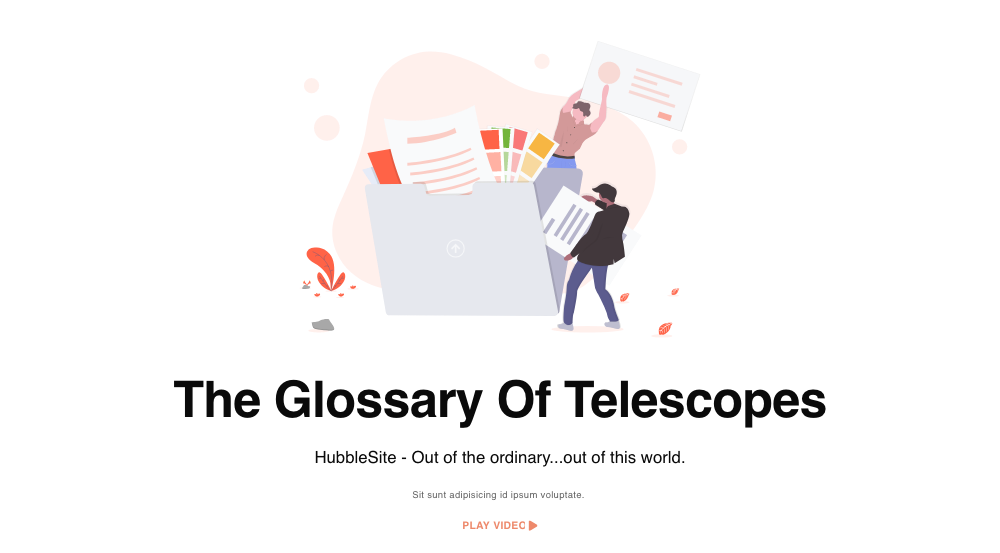 The Glossary Of Telescopes
HubbleSite - Out of the ordinary...out of this world.
Sit sunt adipisicing id ipsum voluptate.
PLAY VIDEO